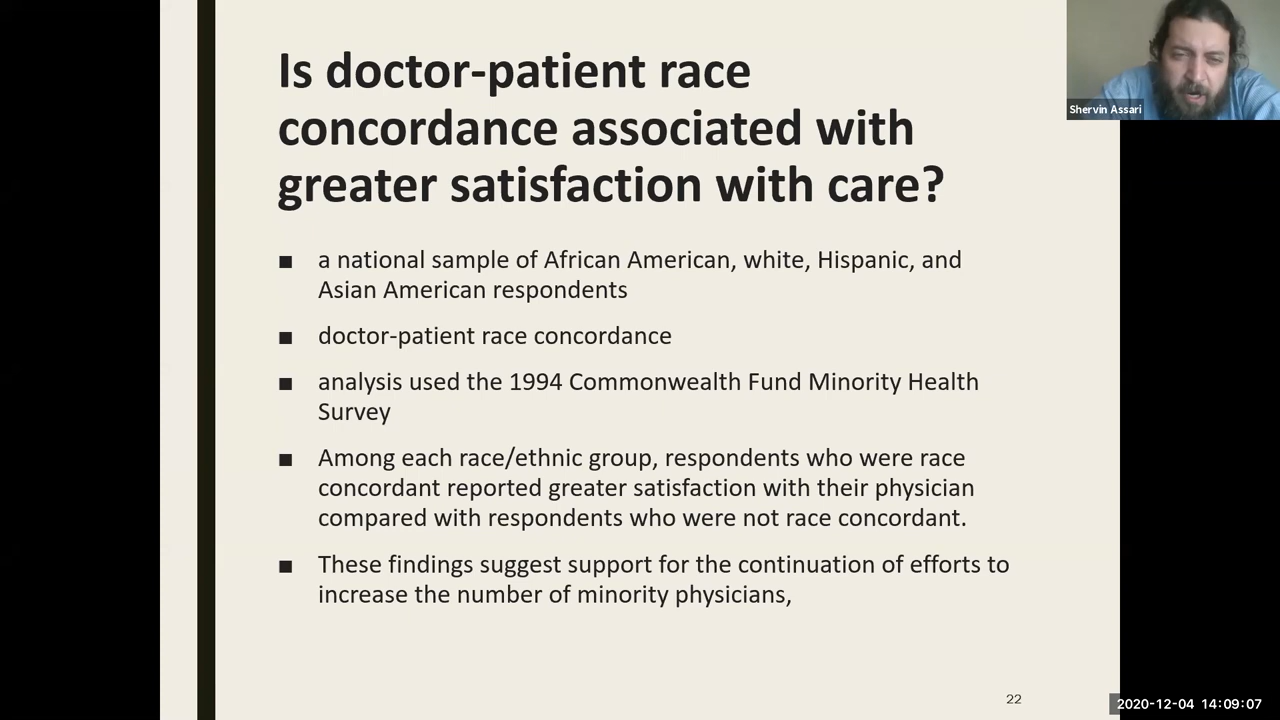 Is doctor-patient race
concordance associated with
greater satisfaction with care?
■ a national sample of African American, white, Hispanic, and
Asian American respondents
■ doctor-patient race concordance
■ analysis used the 1994 Commonwealth Fund Minority Health
Survey
■ Among each race/ethnic group, respondents who were race
concordant reported greater satisfaction with their physician
compared with respondents who were not race concordant.
■ These findings suggest support for the continuation of efforts to
increase the number of minority physicians,
22
Shervin Assari
2020-12-04 14:09:07